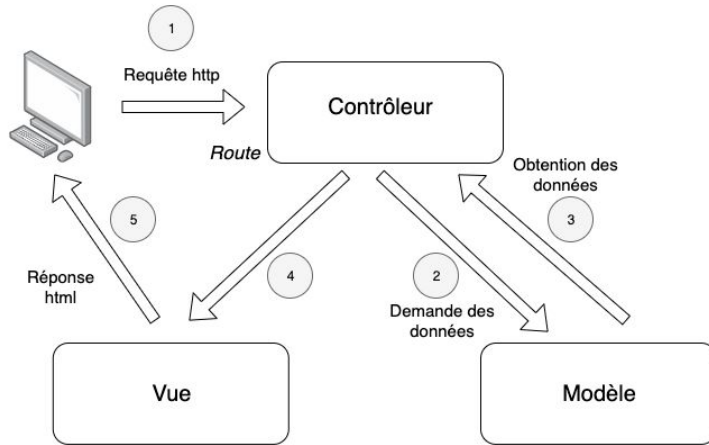 1
Requête http
Contrôleur
Route
Obtention des
données
5
3
Réponse
html
4
2
Demande des
données
Vue
Modèle